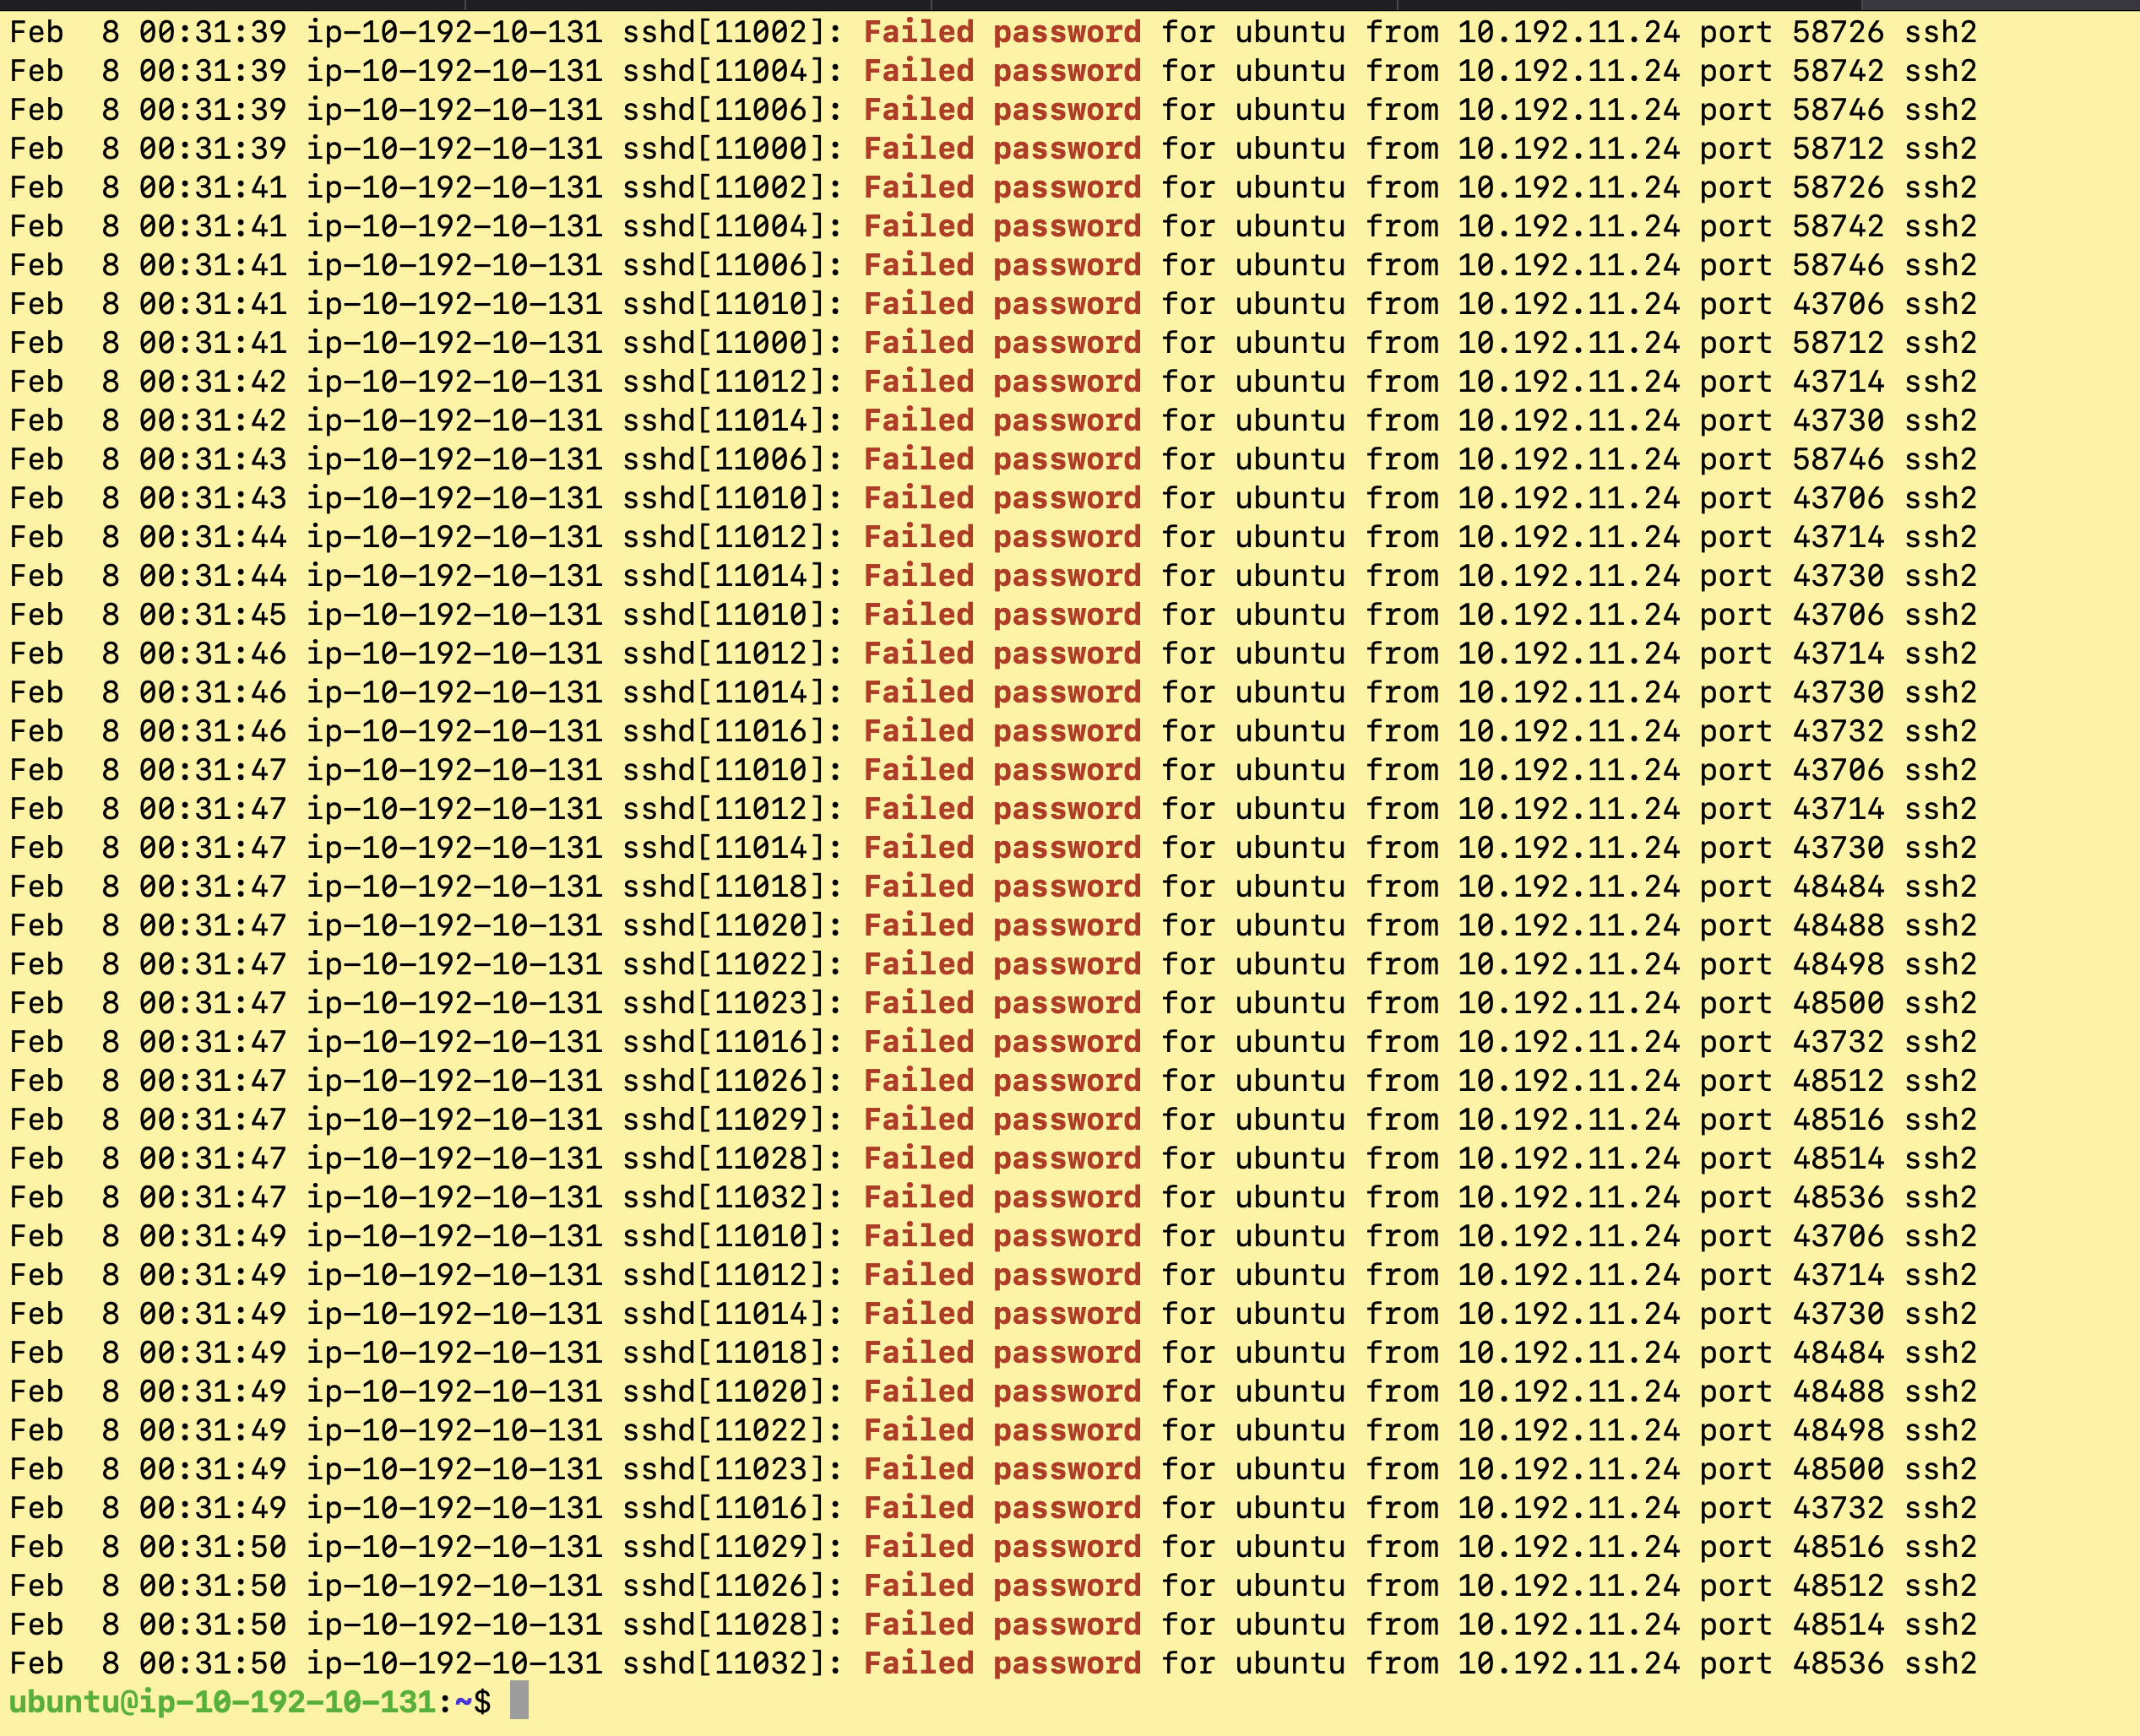 Feb  8 00:31:39 ip-10-192-10-131 sshd[11002]: Failed password for ubuntu from 10.192.11.24 port 58726 ssh2
Feb  8 00:31:39 ip-10-192-10-131 sshd[11004]: Failed password for ubuntu from 10.192.11.24 port 58742 ssh2
Feb  8 00:31:39 ip-10-192-10-131 sshd[11006]: Failed password for ubuntu from 10.192.11.24 port 58746 ssh2
Feb  8 00:31:39 ip-10-192-10-131 sshd[11000]: Failed password for ubuntu from 10.192.11.24 port 58712 ssh2
Feb  8 00:31:41 ip-10-192-10-131 sshd[11002]: Failed password for ubuntu from 10.192.11.24 port 58726 ssh2
Feb  8 00:31:41 ip-10-192-10-131 sshd[11004]: Failed password for ubuntu from 10.192.11.24 port 58742 ssh2
Feb  8 00:31:41 ip-10-192-10-131 sshd[11006]: Failed password for ubuntu from 10.192.11.24 port 58746 ssh2
Feb  8 00:31:41 ip-10-192-10-131 sshd[11010]: Failed password for ubuntu from 10.192.11.24 port 43706 ssh2
Feb  8 00:31:41 ip-10-192-10-131 sshd[11000]: Failed password for ubuntu from 10.192.11.24 port 58712 ssh2
Feb  8 00:31:42 ip-10-192-10-131 sshd[11012]: Failed password for ubuntu from 10.192.11.24 port 43714 ssh2
Feb  8 00:31:42 ip-10-192-10-131 sshd[11014]: Failed password for ubuntu from 10.192.11.24 port 43730 ssh2
Feb  8 00:31:43 ip-10-192-10-131 sshd[11006]: Failed password for ubuntu from 10.192.11.24 port 58746 ssh2
Feb  8 00:31:43 ip-10-192-10-131 sshd[11010]: Failed password for ubuntu from 10.192.11.24 port 43706 ssh2
Feb  8 00:31:44 ip-10-192-10-131 sshd[11012]: Failed password for ubuntu from 10.192.11.24 port 43714 ssh2
Feb  8 00:31:44 ip-10-192-10-131 sshd[11014]: Failed password for ubuntu from 10.192.11.24 port 43730 ssh2
Feb  8 00:31:45 ip-10-192-10-131 sshd[11010]: Failed password for ubuntu from 10.192.11.24 port 43706 ssh2
Feb  8 00:31:46 ip-10-192-10-131 sshd[11012]: Failed password for ubuntu from 10.192.11.24 port 43714 ssh2
Feb  8 00:31:46 ip-10-192-10-131 sshd[11014]: Failed password for ubuntu from 10.192.11.24 port 43730 ssh2
Feb  8 00:31:46 ip-10-192-10-131 sshd[11016]: Failed password for ubuntu from 10.192.11.24 port 43732 ssh2
Feb  8 00:31:47 ip-10-192-10-131 sshd[11010]: Failed password for ubuntu from 10.192.11.24 port 43706 ssh2
Feb  8 00:31:47 ip-10-192-10-131 sshd[11012]: Failed password for ubuntu from 10.192.11.24 port 43714 ssh2
Feb  8 00:31:47 ip-10-192-10-131 sshd[11014]: Failed password for ubuntu from 10.192.11.24 port 43730 ssh2
Feb  8 00:31:47 ip-10-192-10-131 sshd[11018]: Failed password for ubuntu from 10.192.11.24 port 48484 ssh2
Feb  8 00:31:47 ip-10-192-10-131 sshd[11020]: Failed password for ubuntu from 10.192.11.24 port 48488 ssh2
Feb  8 00:31:47 ip-10-192-10-131 sshd[11022]: Failed password for ubuntu from 10.192.11.24 port 48498 ssh2
Feb  8 00:31:47 ip-10-192-10-131 sshd[11023]: Failed password for ubuntu from 10.192.11.24 port 48500 ssh2
Feb  8 00:31:47 ip-10-192-10-131 sshd[11016]: Failed password for ubuntu from 10.192.11.24 port 43732 ssh2
Feb  8 00:31:47 ip-10-192-10-131 sshd[11026]: Failed password for ubuntu from 10.192.11.24 port 48512 ssh2
Feb  8 00:31:47 ip-10-192-10-131 sshd[11029]: Failed password for ubuntu from 10.192.11.24 port 48516 ssh2
Feb  8 00:31:47 ip-10-192-10-131 sshd[11028]: Failed password for ubuntu from 10.192.11.24 port 48514 ssh2
Feb  8 00:31:47 ip-10-192-10-131 sshd[11032]: Failed password for ubuntu from 10.192.11.24 port 48536 ssh2
Feb  8 00:31:49 ip-10-192-10-131 sshd[11010]: Failed password for ubuntu from 10.192.11.24 port 43706 ssh2
Feb  8 00:31:49 ip-10-192-10-131 sshd[11012]: Failed password for ubuntu from 10.192.11.24 port 43714 ssh2
Feb  8 00:31:49 ip-10-192-10-131 sshd[11014]: Failed password for ubuntu from 10.192.11.24 port 43730 ssh2
Feb  8 00:31:49 ip-10-192-10-131 sshd[11018]: Failed password for ubuntu from 10.192.11.24 port 48484 ssh2
Feb  8 00:31:49 ip-10-192-10-131 sshd[11020]: Failed password for ubuntu from 10.192.11.24 port 48488 ssh2
Feb  8 00:31:49 ip-10-192-10-131 sshd[11022]: Failed password for ubuntu from 10.192.11.24 port 48498 ssh2
Feb  8 00:31:49 ip-10-192-10-131 sshd[11023]: Failed password for ubuntu from 10.192.11.24 port 48500 ssh2
Feb  8 00:31:49 ip-10-192-10-131 sshd[11016]: Failed password for ubuntu from 10.192.11.24 port 43732 ssh2
Feb  8 00:31:50 ip-10-192-10-131 sshd[11029]: Failed password for ubuntu from 10.192.11.24 port 48516 ssh2
Feb  8 00:31:50 ip-10-192-10-131 sshd[11026]: Failed password for ubuntu from 10.192.11.24 port 48512 ssh2
Feb  8 00:31:50 ip-10-192-10-131 sshd[11028]: Failed password for ubuntu from 10.192.11.24 port 48514 ssh2
Feb  8 00:31:50 ip-10-192-10-131 sshd[11032]: Failed password for ubuntu from 10.192.11.24 port 48536 ssh2
ubuntu@ip-10-192-10-131:~$